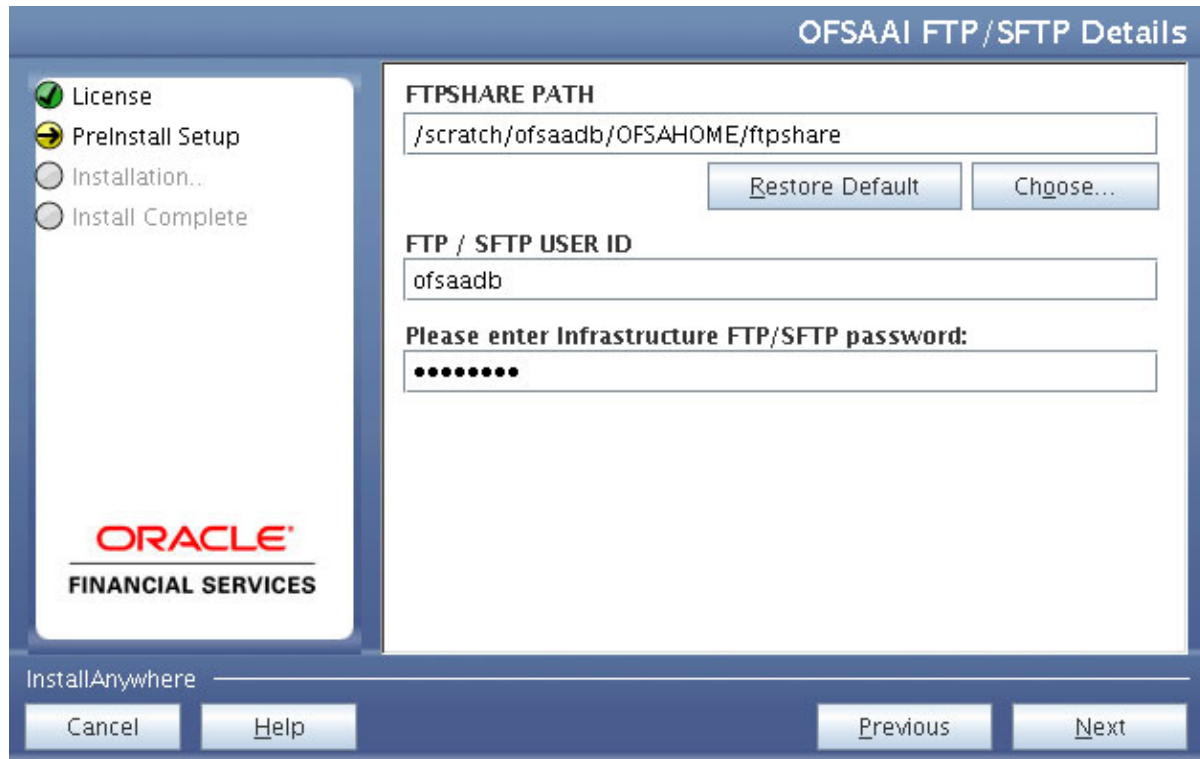 OFSAAI FTP/SFTP Details
License
PreInstall Setup
Installation..
Install Complete
ORACLE
FINANCIAL SERVICES
FTPSHARE PATH
/scratch/ofsaadb/OFSAHOME/ftpshare
Restore Default Choose...
FTP / SFTP USER ID
ofsaadb
Please enter Infrastructure FTP/SFTP password:
••••••••
InstallAnywhere
Cancel Help Previous Next